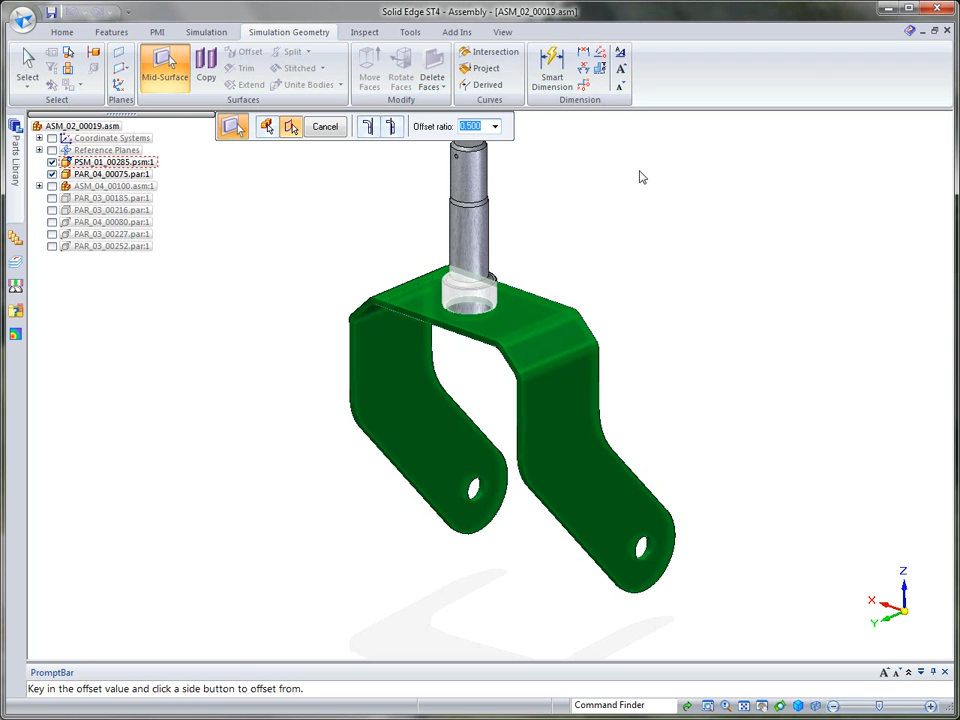 Solid Edge ST4 - Assembly - [ASM_02_00019.asm]
Home Features PMI Simulation Simulation Geometry Inspect Tools Add Ins View
Select
Select
Planes
Mid-Surface
Copy
Offset
Trim
Extend
Split
Stitched
Unite Bodies
Surfaces
Move Faces
Rotate Faces
Delete Faces
Modify
Intersection
Project
Derived
Curves
Smart Dimension
Dimension
Cancel
Offset ratio: 0.500
Parts Library
ASM_02_00019.asm
Coordinate Systems
Reference Planes
PSM_01_00285.psm:1
PAR_04_00075.par:1
ASM_04_00100.asm:1
PAR_03_00185.par:1
PAR_03_00216.par:1
PAR_04_00080.par:1
PAR_03_00227.par:1
PAR_03_00252.par:1
Z
X
Y
PromptBar
Key in the offset value and click a side button to offset from.
Command Finder